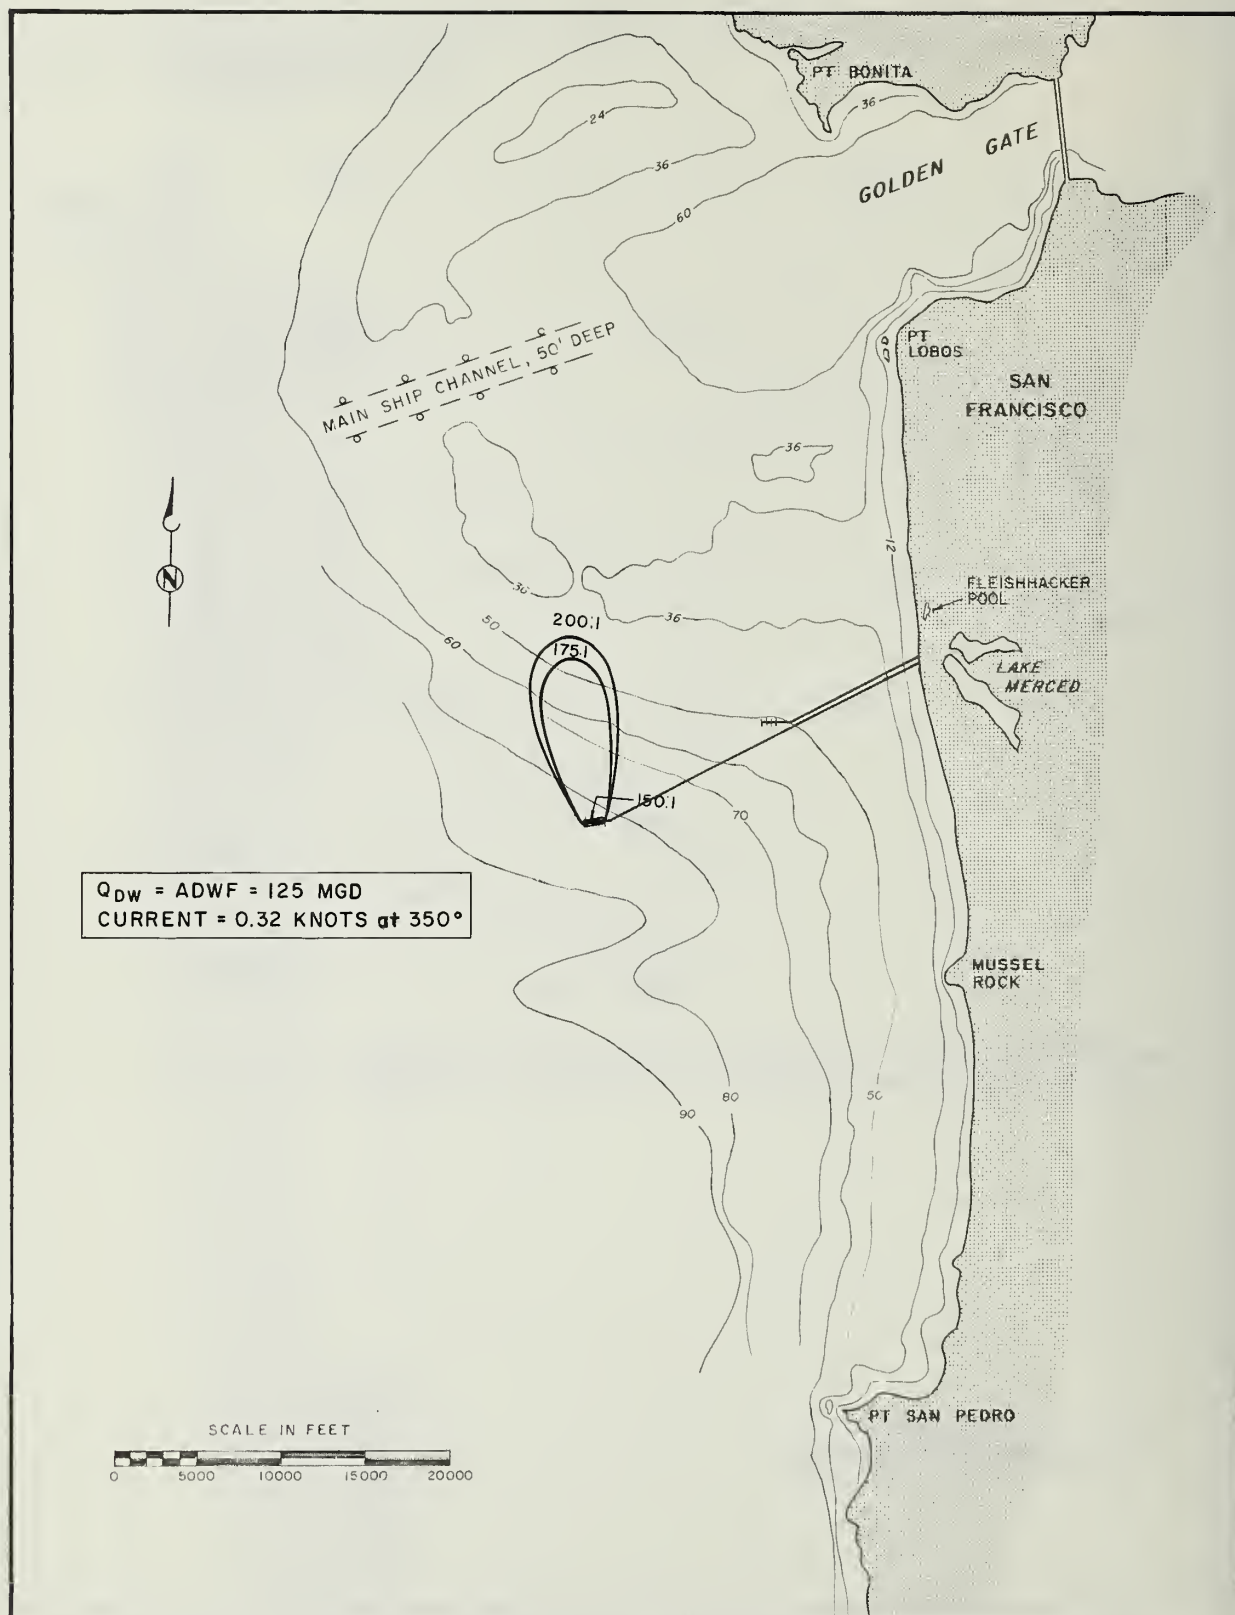 PT BONITA
36
24
36
GOLDEN GATE
60
PT
LOBOS
MAIN SHIP CHANNEL, 50' DEEP
SAN
FRANCISCO
36
12
N
FLEISHHACKER
POOL
36
50
200:1
36
60
175:1
LAKE
MERCED
150:1
70
QDW = ADWF = 125 MGD
CURRENT = 0.32 KNOTS at 350°
MUSSEL
ROCK
80
50
90
PT SAN PEDRO
SCALE IN FEET
0 5000 10000 15000 20000